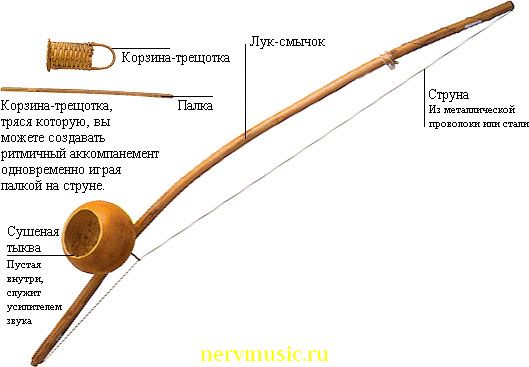 Корзина-трещотка
Палка
Корзина-трещотка,
тряся которую, вы
можете создавать
ритмичный аккомпанемент
одновременно играя
палкой на струне.
Лук-смычок
Струна
Из металлической
проволоки или стали
Сушеная
тыква
Пустая
внутри,
служит
усилителем
звука
nervmusic.ru